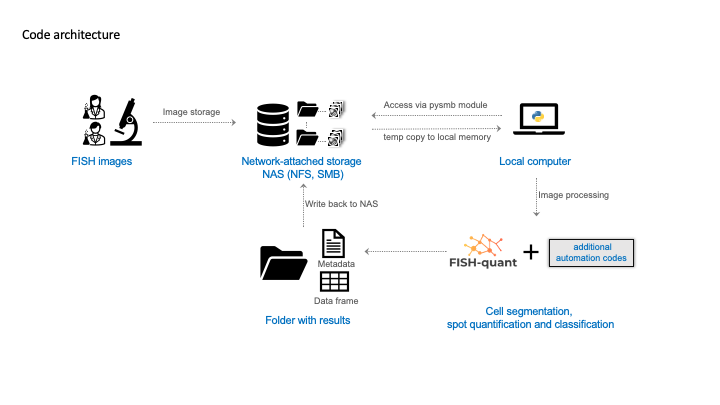 Code architecture
Image storage
Access via pysmb module
temp copy to local memory
FISH images
Network-attached storage
NAS (NFS, SMB)
Local computer
Image processing
Write back to NAS
Metadata
Data frame
Folder with results
FISH-quant
+
additional
automation codes
Cell segmentation,
spot quantification and classification